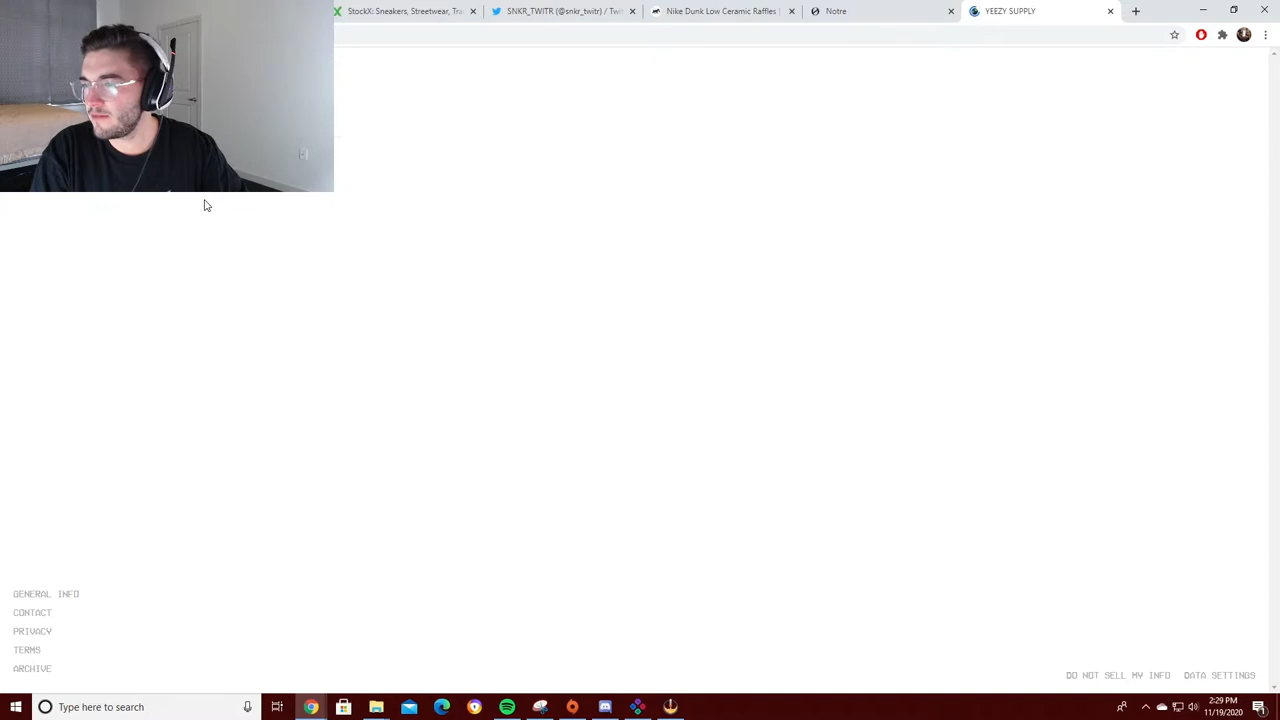 StockX: Sneakers, Streetwear, Tra
SNKR_TWITR (@snkr_twitr) / Twi
Nike Dunk Low Ceramic Raffles |
Notre
YEEZY SUPPLY
GENERAL INFO
CONTACT
PRIVACY
TERMS
ARCHIVE
DO NOT SELL MY INFO
DATA SETTINGS
Type here to search
2:29 PM
11/19/2020